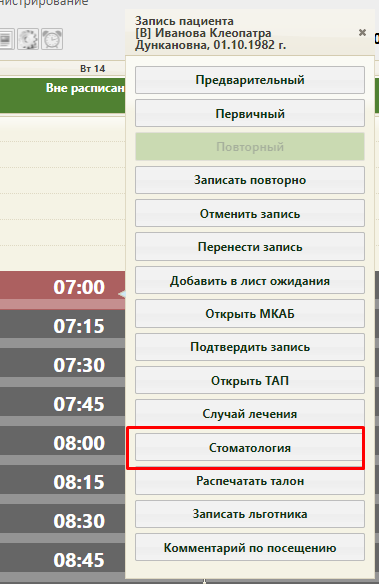 нистрирование
Вт 14
Вне расписан
07:00
07:15
07:30
07:45
08:00
08:15
08:30
08:45
Запись пациента
[В] Иванова Клеопатра
Дункановна, 01.10.1982 г.
×
Предварительный
Первичный
Повторный
Записать повторно
Отменить запись
Перенести запись
Добавить в лист ожидания
Открыть МКАБ
Подтвердить запись
Открыть ТАП
Случай лечения
Стоматология
Распечатать талон
Записать льготника
Комментарий по посещению